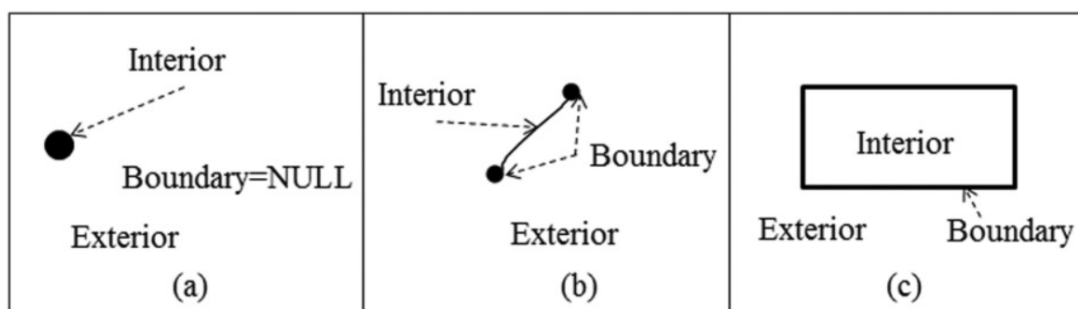 Interior
Boundary=NULL
Exterior
(a)
Interior
Boundary
Exterior
(b)
Interior
Exterior
Boundary
(c)